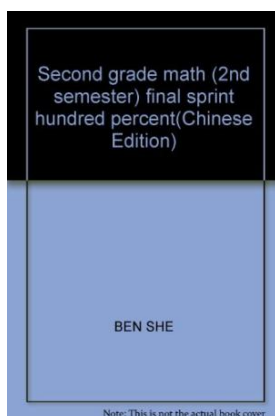 Second grade math (2nd
semester) final sprint
hundred percent(Chinese
Edition)
BEN SHE
Note: This is not the actual book cover